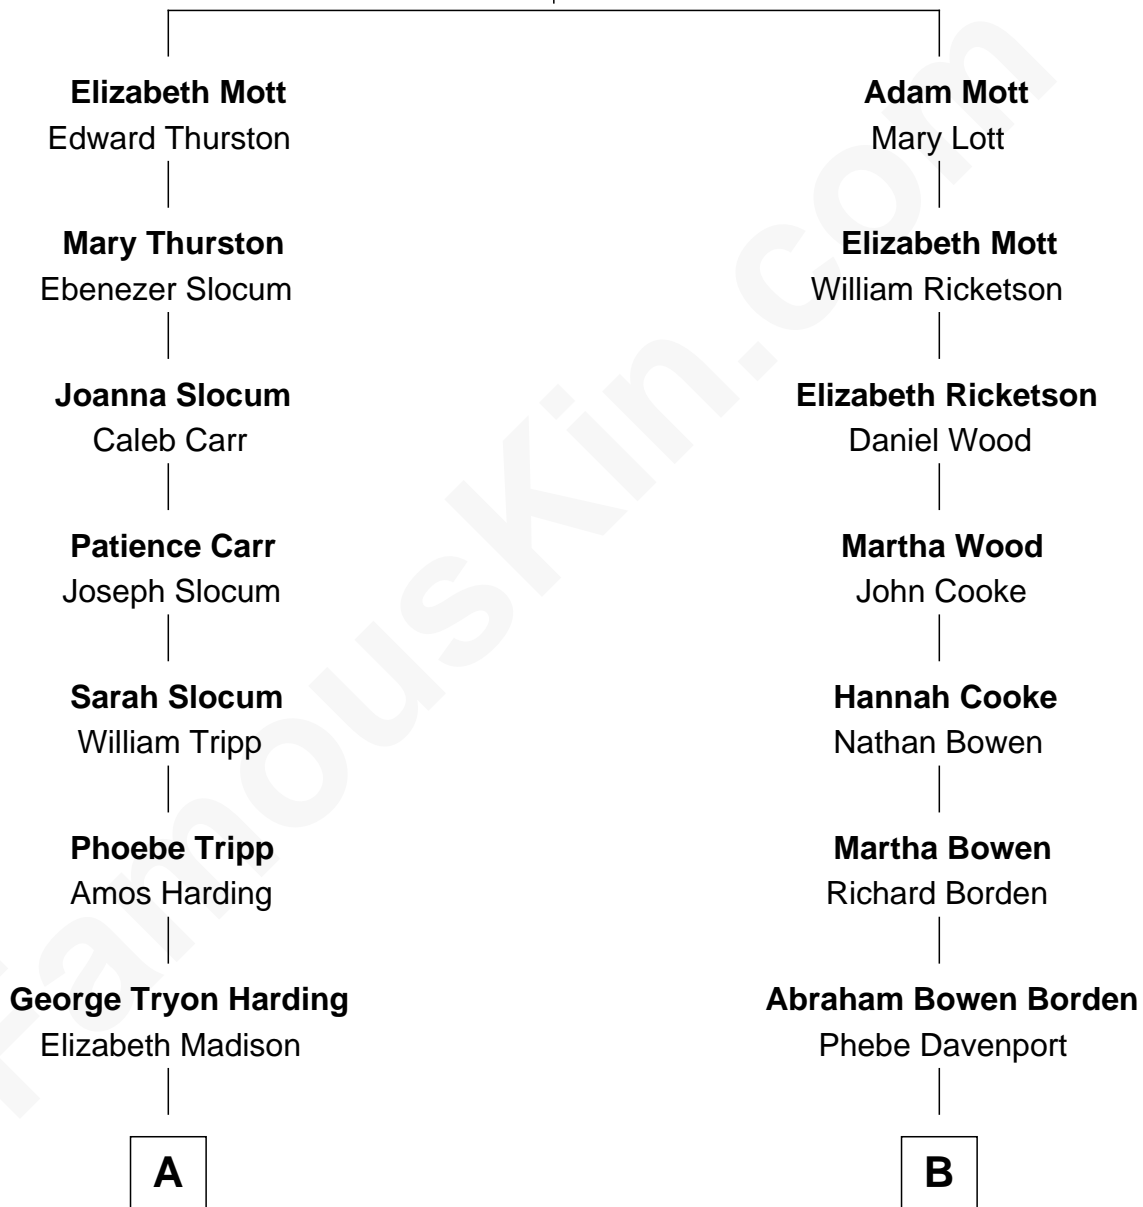 Elizabeth Mott
Edward Thurston
Mary Thurston
Ebenezer Slocum
Joanna Slocum
Caleb Carr
Patience Carr
Joseph Slocum
Sarah Slocum
William Tripp
Phoebe Tripp
Amos Harding
George Tryon Harding
Elizabeth Madison
A
Adam Mott
Mary Lott
Elizabeth Mott
William Ricketson
Elizabeth Ricketson
Daniel Wood
Martha Wood
John Cooke
Hannah Cooke
Nathan Bowen
Martha Bowen
Richard Borden
Abraham Bowen Borden
Phebe Davenport
B
FamousKin.com